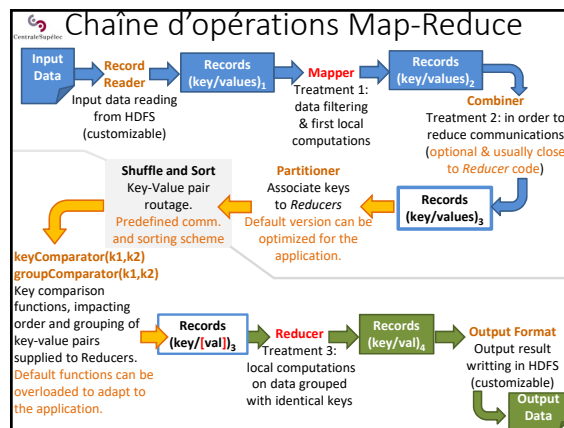 CentraleSupélec
Chaîne d'opérations Map-Reduce
Input
Data
Record
Reader
Input data reading
from HDFS
(customizable)
Records
(key/values)1
Mapper
Treatment 1:
data filtering
& first local
computations
Records
(key/values)2
Combiner
Treatment 2: in order to
reduce communications
(optional & usually close
to Reducer code)
Records
(key/values)3
Partitioner
Associate keys
to Reducers
Default version can be
optimized for the
application.
Shuffle and Sort
Key-Value pair
routage.
Predefined comm.
and sorting scheme
keyComparator(k1,k2)
groupComparator(k1,k2)
Key comparison
functions, impacting
order and grouping of
key-value pairs
supplied to Reducers.
Default functions can be
overloaded to adapt to
the application.
Records
(key/[val])3
Reducer
Treatment 3:
local computations
on data grouped
with identical keys
Records
(key/val)4
Output Format
Output result
writting in HDFS
(customizable)
Output
Data